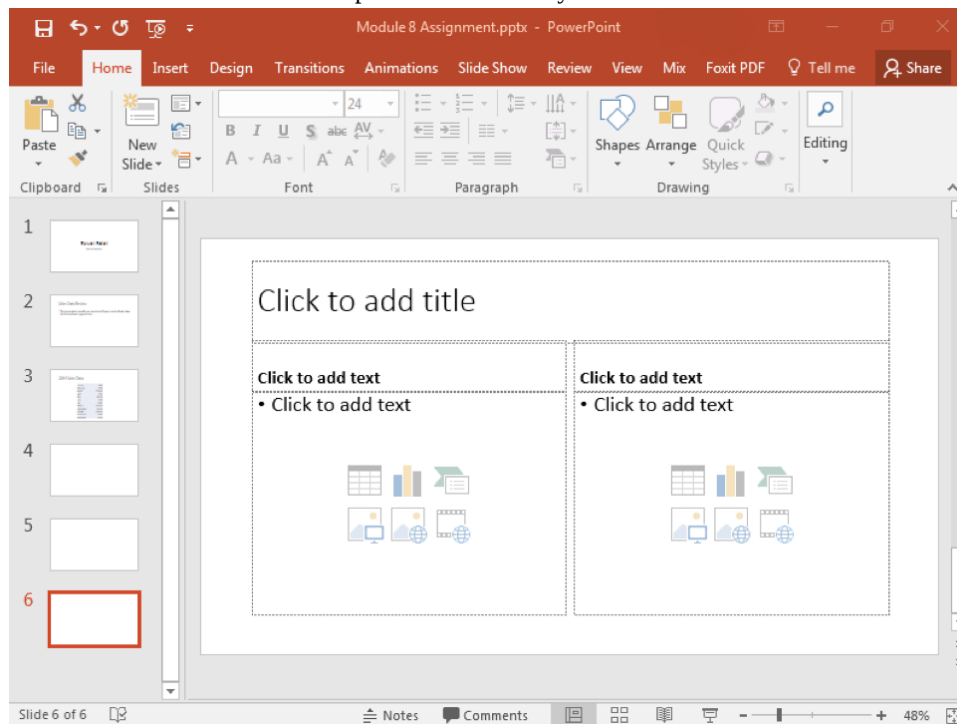 Module 8 Assignment.pptx - PowerPoint
File Home Insert Design Transitions Animations Slide Show Review View Mix Foxit PDF Tell me Share
24
B I U S abc AV
A Aa A A
Paste
New Slide
Shapes Arrange Quick Styles
Editing
Clipboard Slides Font Paragraph Drawing
1
2
3
4
5
6
Click to add title
Click to add text
• Click to add text
Click to add text
• Click to add text
Slide 6 of 6 Notes Comments 48%